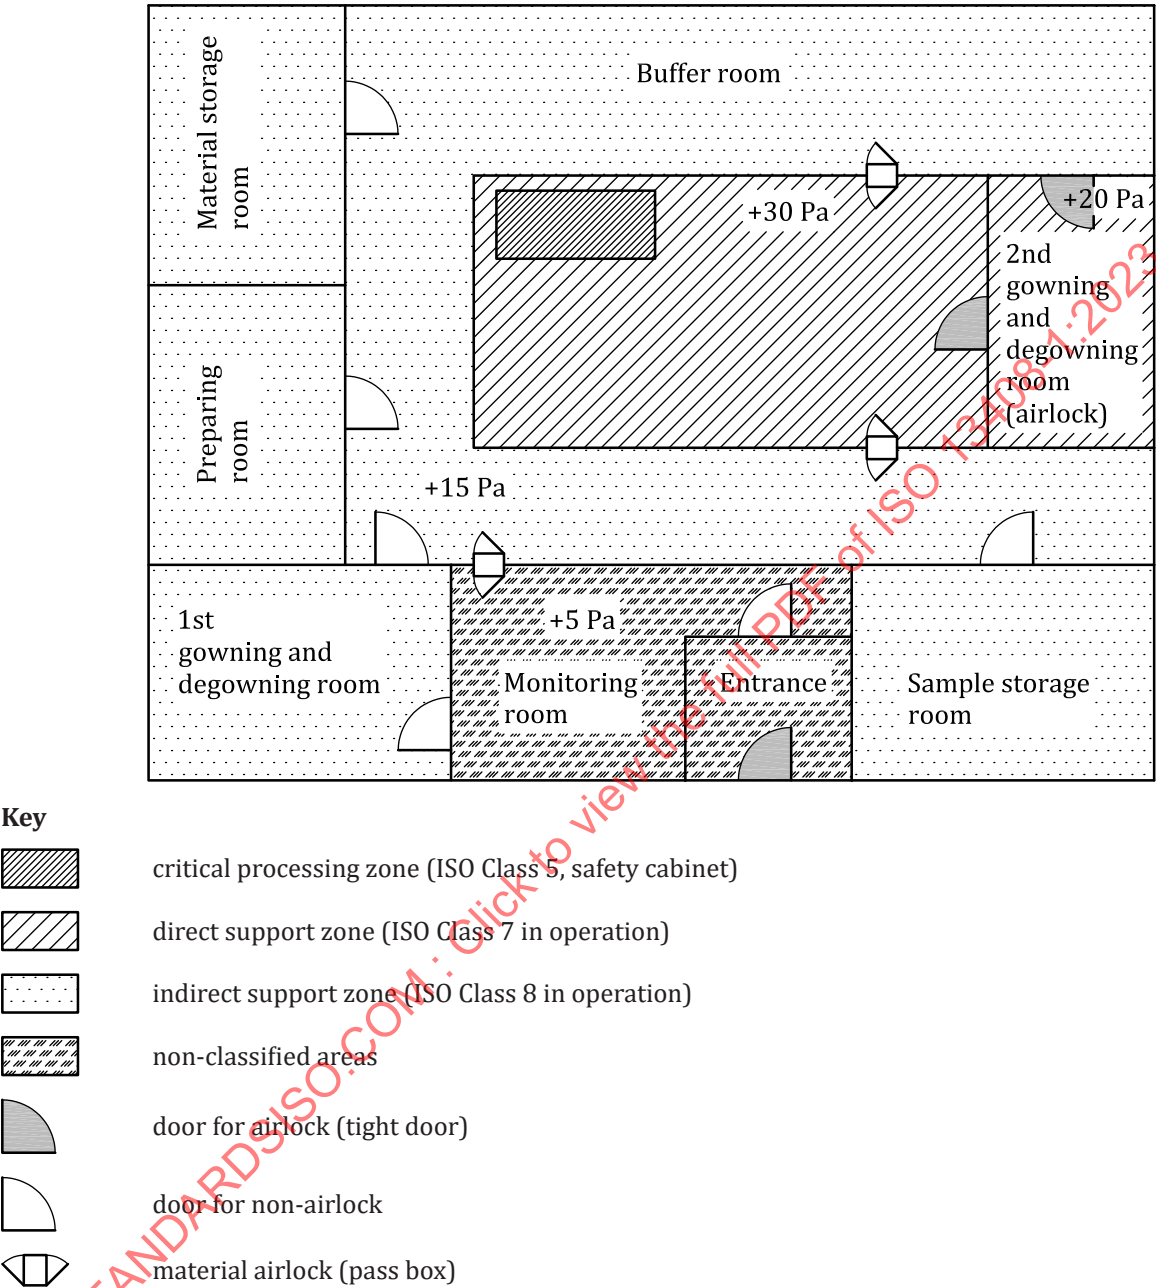 Material storage
room
Buffer room
+30 Pa
+20 Pa
2nd
gowning
and
degowning
room
(airlock)
Preparing
room
+15 Pa
1st
gowning and
degowning room
+5 Pa
Monitoring
room
Entrance
Sample storage
room
Key
critical processing zone (ISO Class 5, safety cabinet)
direct support zone (ISO Class 7 in operation)
indirect support zone (ISO Class 8 in operation)
non-classified areas
door for airlock (tight door)
door for non-airlock
material airlock (pass box)
TANDARDSISO.COM : Click to view the full PDF of ISO 13408-1:2023